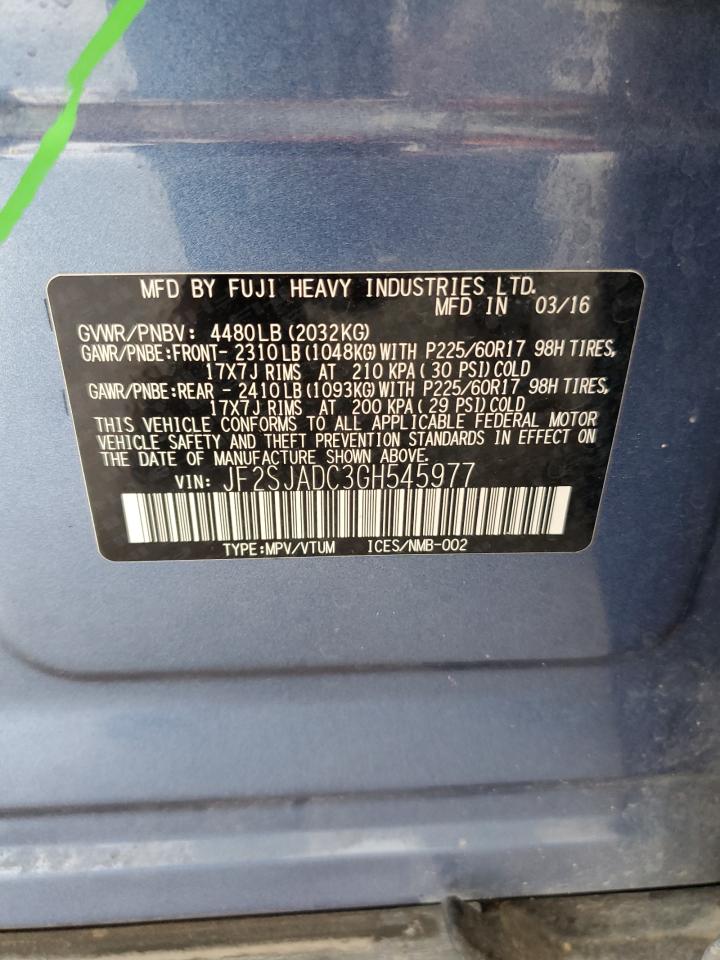 MFD BY FUJI HEAVY INDUSTRIES LTD.
MFD IN 03/16
GVWR/PNBV: 4480LB (2032KG)
GAWR/PNBE:FRONT- 2310LB (1048KG) WITH P225/60R17 98H TIRES,
17X7J RIMS AT 210 KPA ( 30 PSI) COLD
GAWR/PNBE:REAR - 2410LB (1093KG) WITH P225/60R17 98H TIRES,
17X7J RIMS AT 200 KPA ( 29 PSI) COLD
THIS VEHICLE CONFORMS TO ALL APPLICABLE FEDERAL MOTOR
VEHICLE SAFETY AND THEFT PREVENTION STANDARDS IN EFFECT ON
THE DATE OF MANUFACTURE SHOWN ABOVE.
VIN: JF2SJADC3GH545977
TYPE:MPV/VTUM ICES/NMB-002